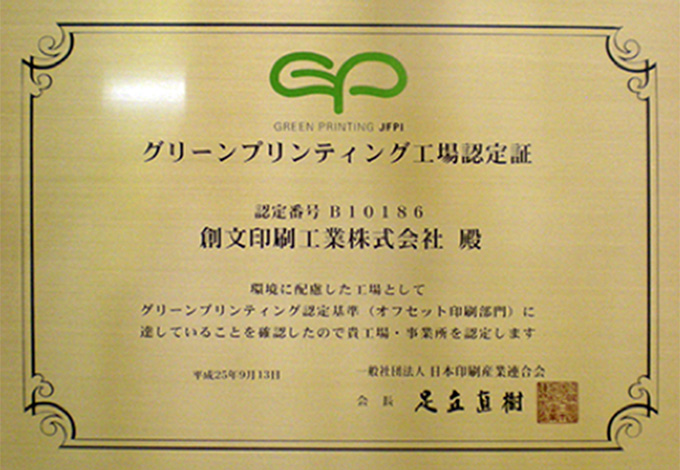 GP
GREEN PRINTING JFPI
グリーンプリンティング工場認定証
認定番号 B10186
創文印刷工業株式会社 殿
環境に配慮した工場として
グリーンプリンティング認定基準（オフセット印刷部門）に
達していることを確認したので貴工場・事業所を認定します
平成25年9月13日
一般社団法人 日本印刷産業連合会
会 長 足立直樹